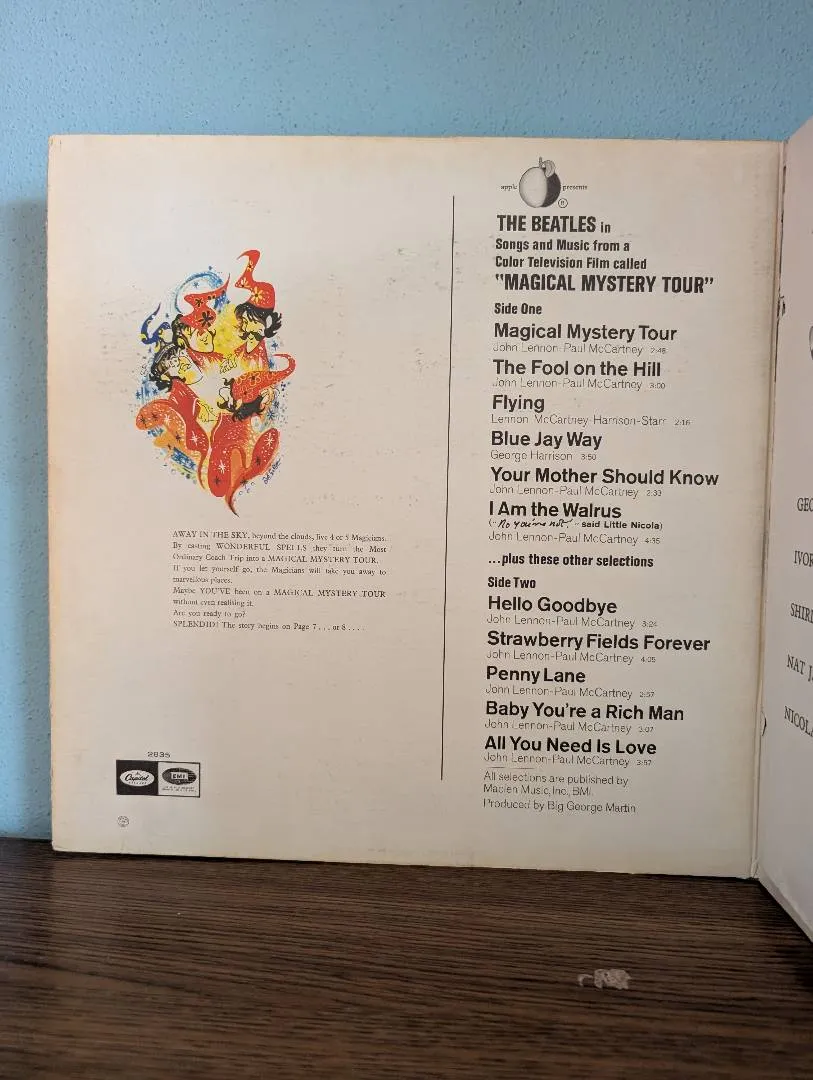 apple presents
®
THE BEATLES in
Songs and Music from a
Color Television Film called
"MAGICAL MYSTERY TOUR"
Side One
Magical Mystery Tour
John Lennon-Paul McCartney 2:48
The Fool on the Hill
John Lennon-Paul McCartney 3:00
Flying
Lennon-McCartney-Harrison-Starr 2:16
Blue Jay Way
George Harrison 3:50
Your Mother Should Know
John Lennon-Paul McCartney 2:33
I Am the Walrus
("No you're not!" said Little Nicola)
John Lennon-Paul McCartney 4:35
...plus these other selections
Side Two
Hello Goodbye
John Lennon-Paul McCartney 3:24
Strawberry Fields Forever
John Lennon-Paul McCartney 4:05
Penny Lane
John Lennon-Paul McCartney 2:57
Baby You're a Rich Man
John Lennon-Paul McCartney 3:07
All You Need Is Love
John Lennon-Paul McCartney 3:57
All selections are published by
Maclen Music, Inc., BMI.
Produced by Big George Martin
AWAY IN THE SKY, beyond the clouds, live 4 or 5 Magicians.
By casting WONDERFUL SPELLS they turn the Most
Ordinary Coach Trip into a MAGICAL MYSTERY TOUR.
If you let yourself go, the Magicians will take you away to
marvellous places.
Maybe YOU'VE been on a MAGICAL MYSTERY TOUR
without even realising it.
Are you ready to go?
SPLENDID! The story begins on Page 7 . . . or 8 . . . .
2835
Capitol
EMI
GEO
IVOR
SHIRL
NAT J
NICOLA